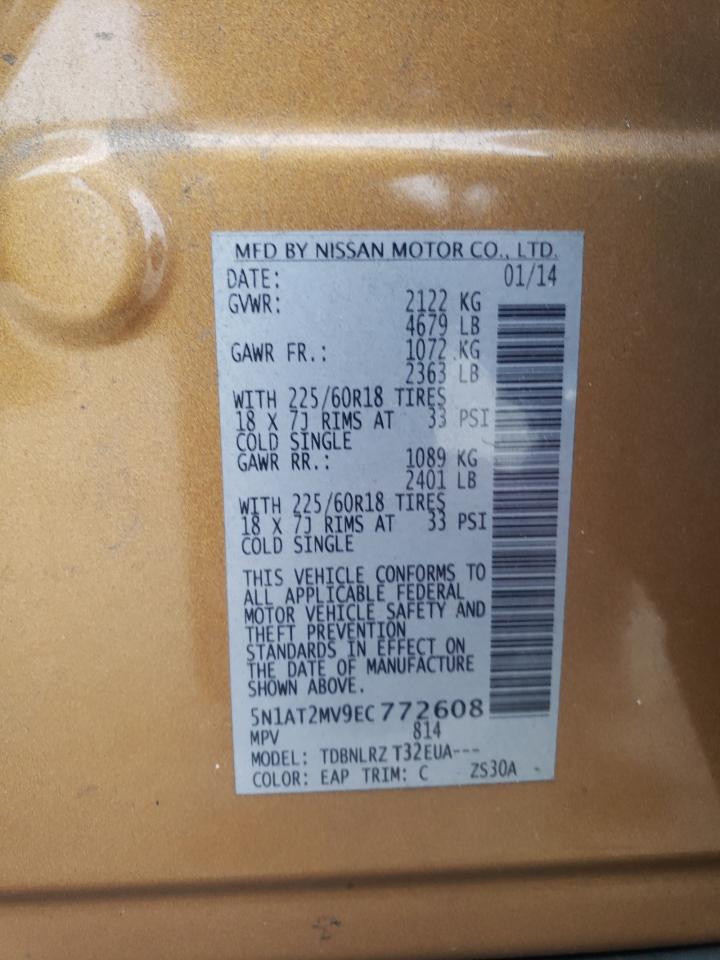 MFD BY NISSAN MOTOR CO., LTD.
DATE: 01/14
GVWR: 2122 KG
4679 LB
GAWR FR.: 1072 KG
2363 LB
WITH 225/60R18 TIRES
18 X 7J RIMS AT 33 PSI
COLD SINGLE
GAWR RR.: 1089 KG
2401 LB
WITH 225/60R18 TIRES
18 X 7J RIMS AT 33 PSI
COLD SINGLE
THIS VEHICLE CONFORMS TO
ALL APPLICABLE FEDERAL
MOTOR VEHICLE SAFETY AND
THEFT PREVENTION
STANDARDS IN EFFECT ON
THE DATE OF MANUFACTURE
SHOWN ABOVE.
5N1AT2MV9EC772608
MPV 814
MODEL: TDBNLRZ T32EUA---
COLOR: EAP TRIM: C ZS30A -